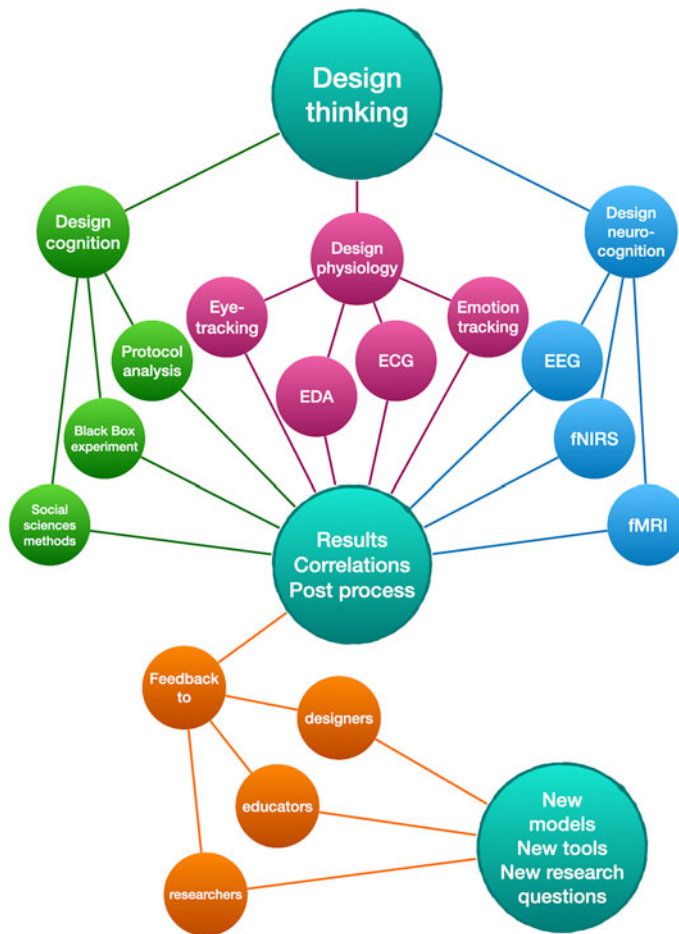 Design
thinking
Design
cognition
Design
physiology
Design
neuro-
cognition
Eye-
tracking
Emotion
tracking
Protocol
analysis
EDA
ECG
EEG
Black Box
experiment
fNIRS
Social
sciences
methods
fMRI
Results
Correlations
Post process
Feedback
to
designers
educators
researchers
New
models
New tools
New research
questions